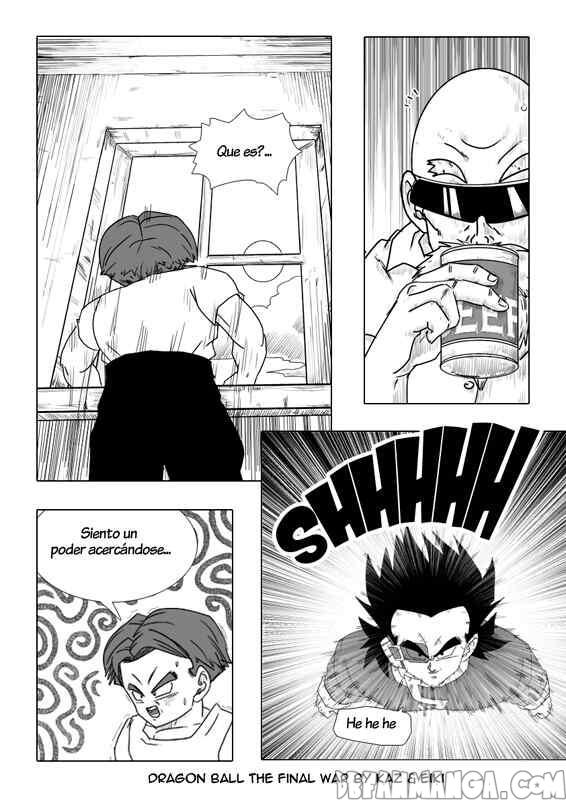 Que es?...
BEER
Siento un
poder acercándose...
SHHHHH
He he he
DRAGON BALL THE FINAL WAR BY KAZ & EIKI
DBFANMANGA.COM